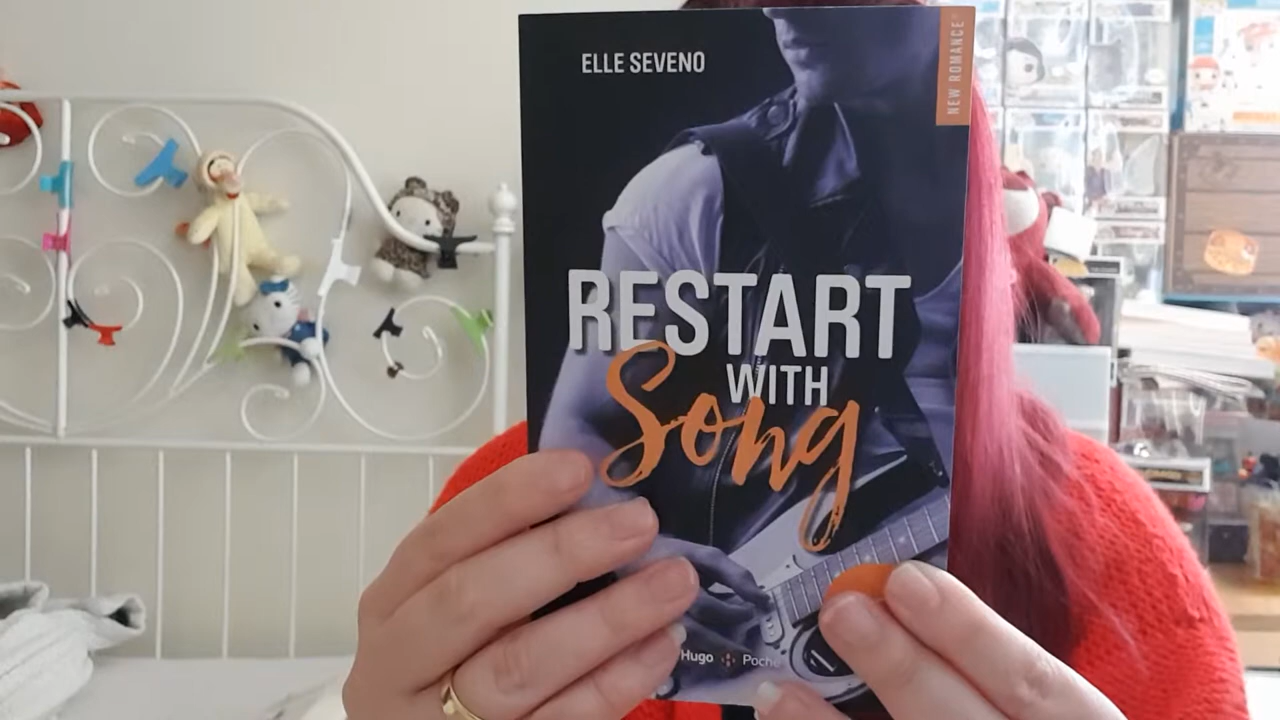 ELLE SEVENO
NEW ROMANCE
RESTART
WITH
Song
Hugo Poche